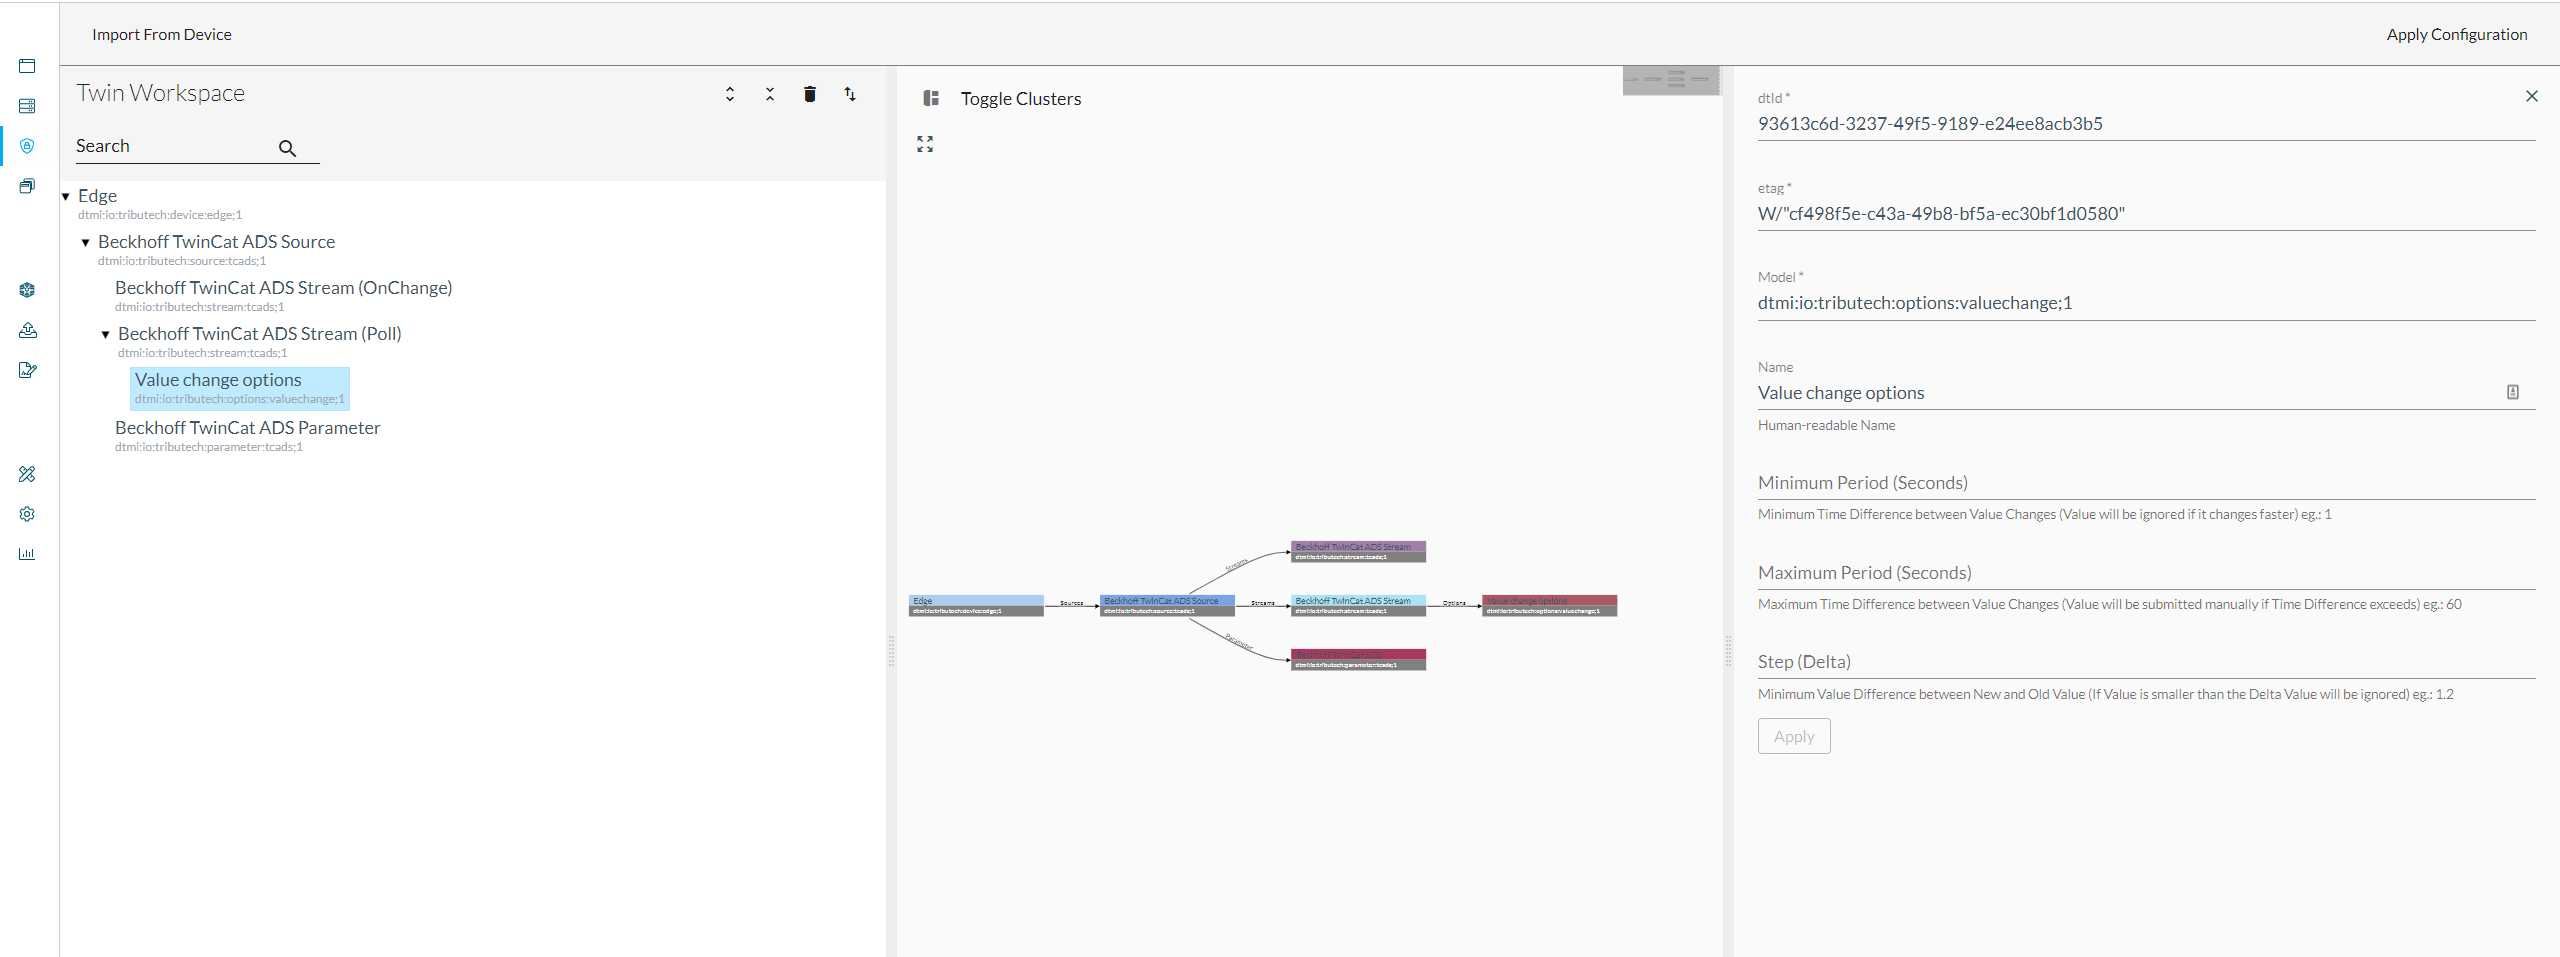 Import From Device
Apply Configuration
Twin Workspace
Search
Edge
dtmi:io:tributech:device:edge;1
Beckhoff TwinCat ADS Source
dtmi:io:tributech:source:tcads;1
Beckhoff TwinCat ADS Stream (OnChange)
dtmi:io:tributech:stream:tcads;1
Beckhoff TwinCat ADS Stream (Poll)
dtmi:io:tributech:stream:tcads;1
Value change options
dtmi:io:tributech:options:valuechange;1
Beckhoff TwinCat ADS Parameter
dtmi:io:tributech:parameter:tcads;1
Toggle Clusters
Beckhoff TwinCat ADS Stream
dtmi:io:tributech:stream:tcads;1
Streams
Edge
dtmi:io:tributech:device:edge;1
Sources
Beckhoff TwinCat ADS Source
dtmi:io:tributech:source:tcads;1
Streams
Beckhoff TwinCat ADS Stream
dtmi:io:tributech:stream:tcads;1
Options
Value change options
dtmi:io:tributech:options:valuechange;1
Parameter
Beckhoff TwinCat ADS
dtmi:io:tributech:parameter:tcads;1
dtId *
93613c6d-3237-49f5-9189-e24ee8acb3b5
etag *
W/"cf498f5e-c43a-49b8-bf5a-ec30bf1d0580"
Model *
dtmi:io:tributech:options:valuechange;1
Name
Value change options
Human-readable Name
Minimum Period (Seconds)
Minimum Time Difference between Value Changes (Value will be ignored if it changes faster) eg.: 1
Maximum Period (Seconds)
Maximum Time Difference between Value Changes (Value will be submitted manually if Time Difference exceeds) eg.: 60
Step (Delta)
Minimum Value Difference between New and Old Value (If Value is smaller than the Delta Value will be ignored) eg.: 1.2
Apply